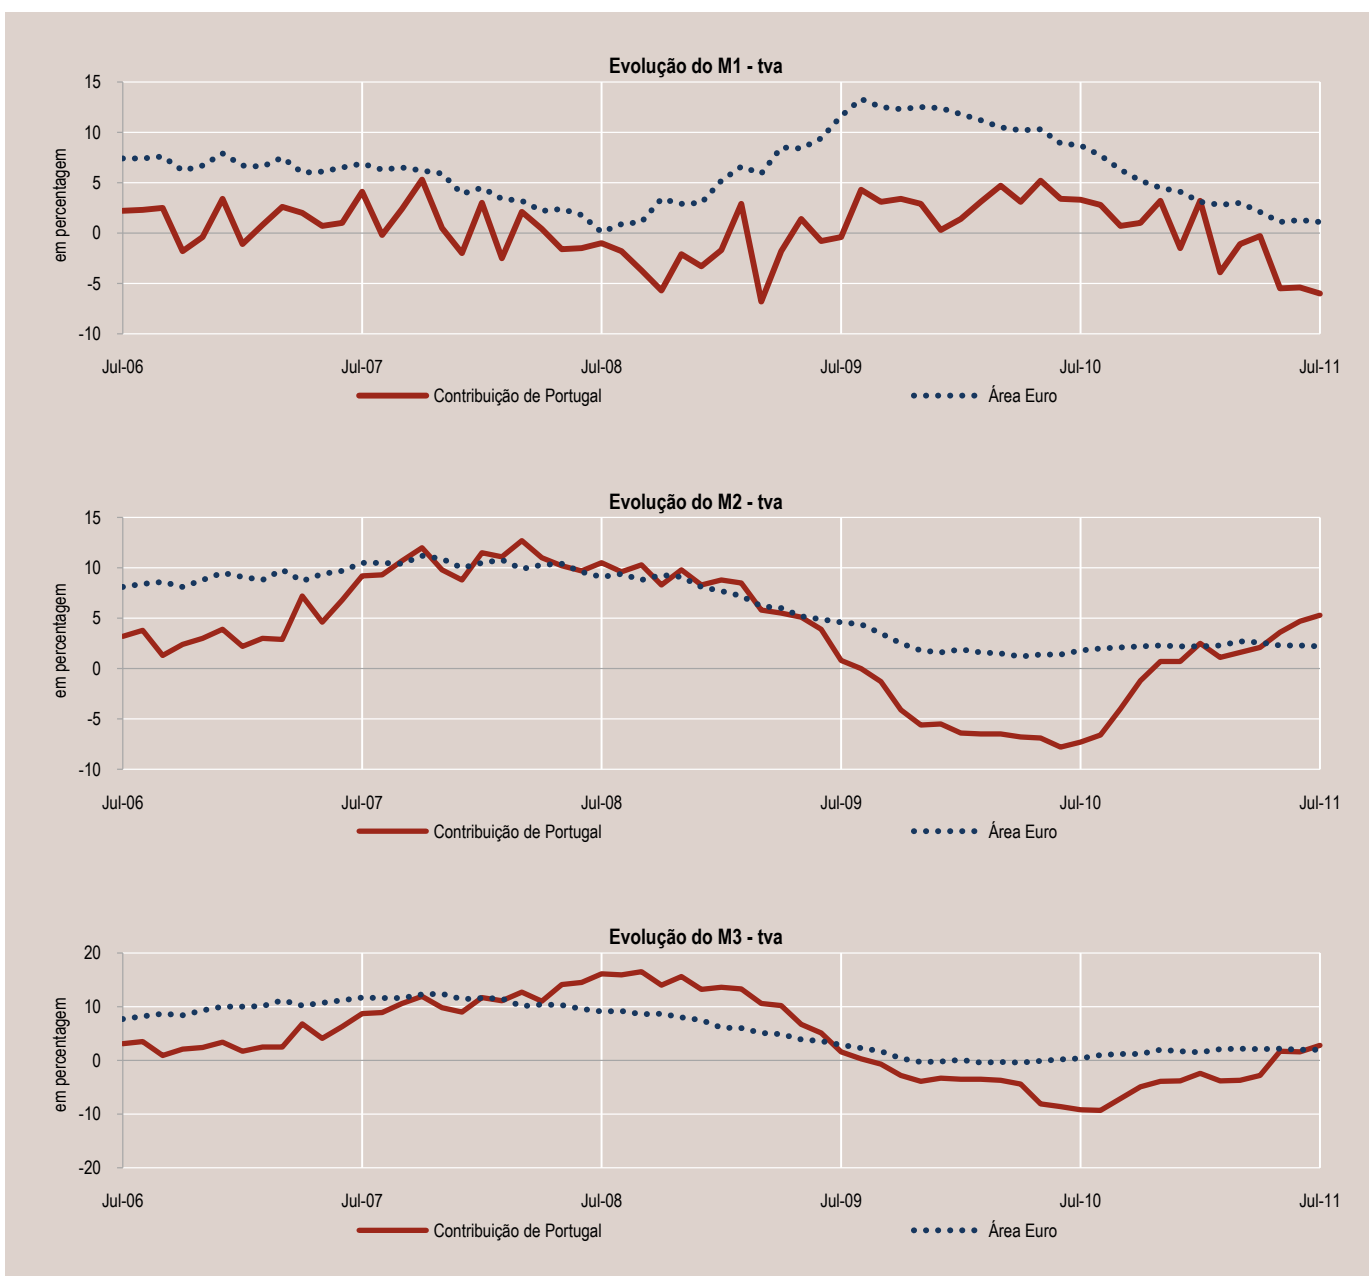 Evolução do M1 - tva
em percentagem
15
10
5
0
-5
-10
Jul-06 Jul-07 Jul-08 Jul-09 Jul-10 Jul-11
Contribuição de Portugal Área Euro
Evolução do M2 - tva
em percentagem
15
10
5
0
-5
-10
Jul-06 Jul-07 Jul-08 Jul-09 Jul-10 Jul-11
Contribuição de Portugal Área Euro
Evolução do M3 - tva
em percentagem
20
10
0
-10
-20
Jul-06 Jul-07 Jul-08 Jul-09 Jul-10 Jul-11
Contribuição de Portugal Área Euro